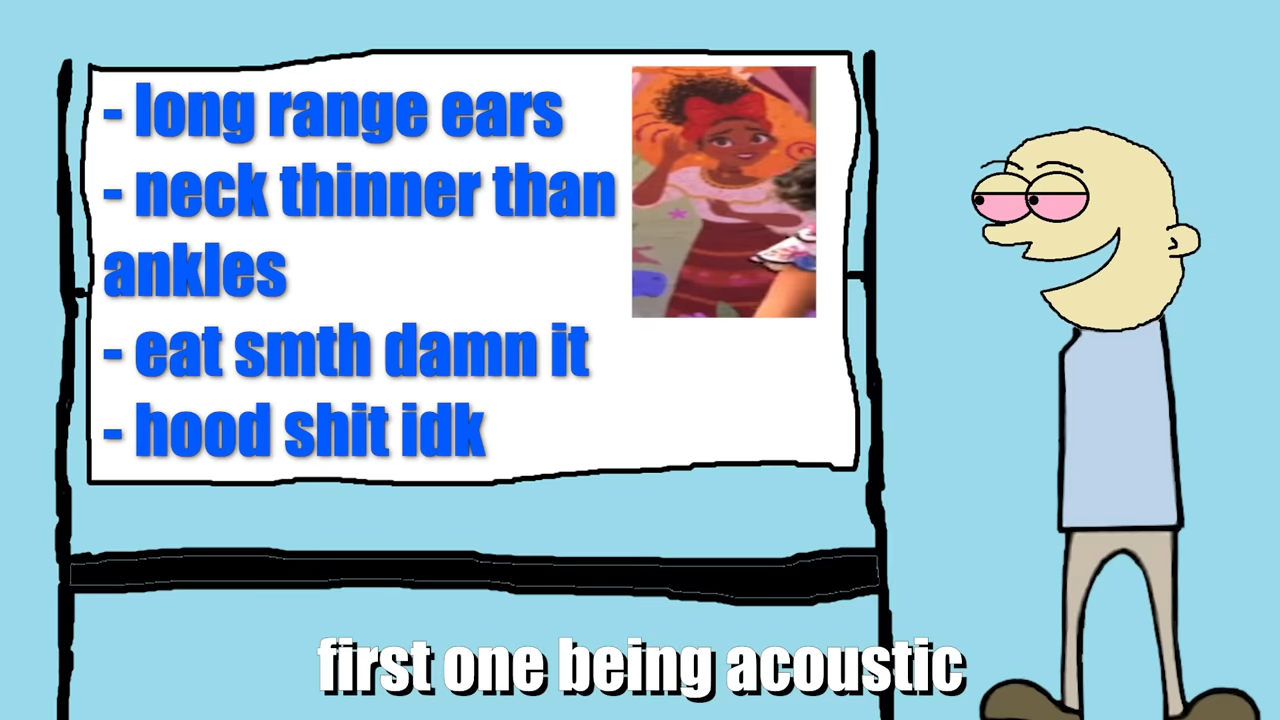 - long range ears
- neck thinner than
ankles
- eat smth damn it
- hood shit idk
first one being acoustic